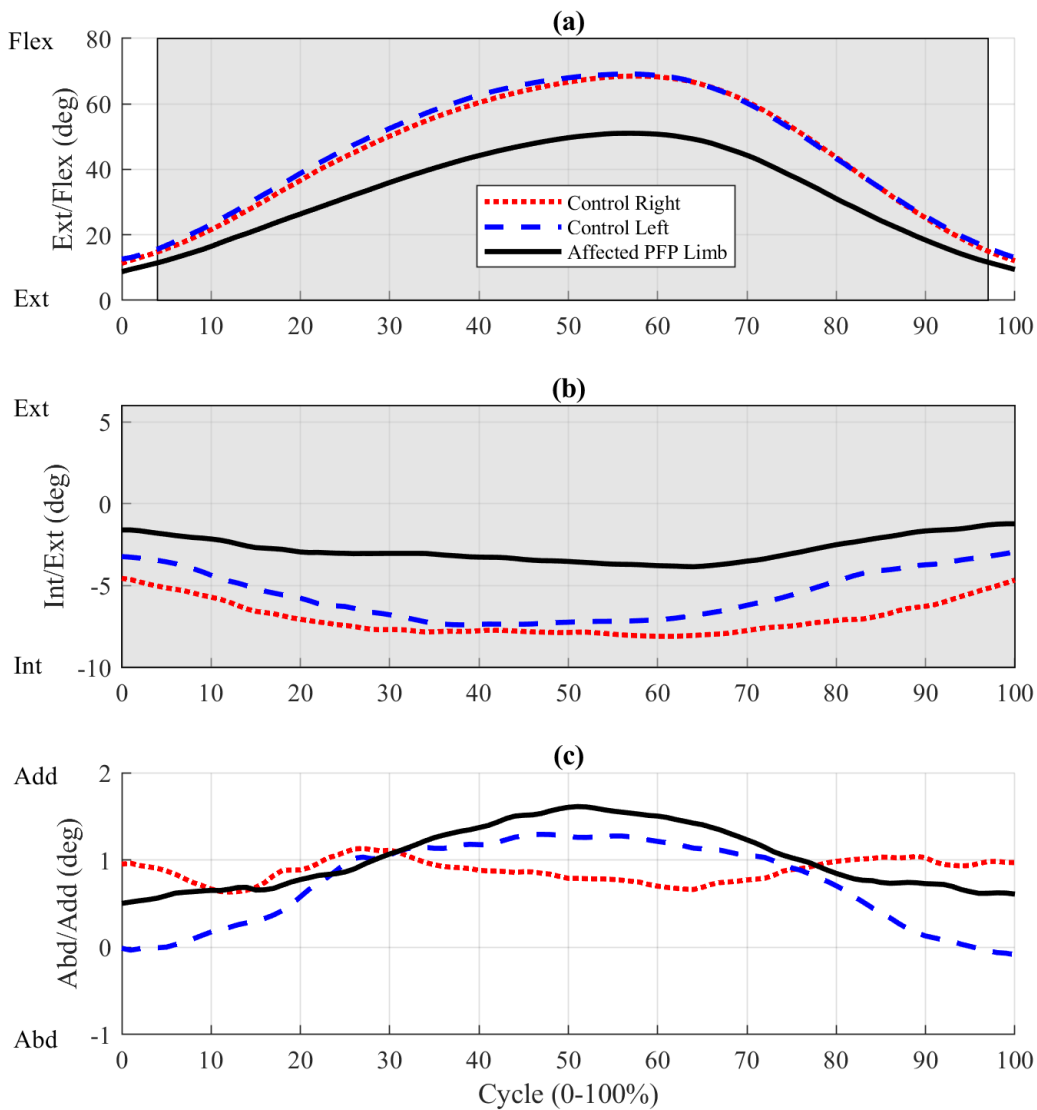 (a)
Flex
80
60
40
20
0
Ext/Flex (deg)
Ext
Control Right
Control Left
Affected PFP Limb
0 10 20 30 40 50 60 70 80 90 100
(b)
Ext
5
0
-5
-10
Int/Ext (deg)
Int
0 10 20 30 40 50 60 70 80 90 100
(c)
Add
2
1
0
-1
Abd/Add (deg)
Abd
0 10 20 30 40 50 60 70 80 90 100
Cycle (0-100%)